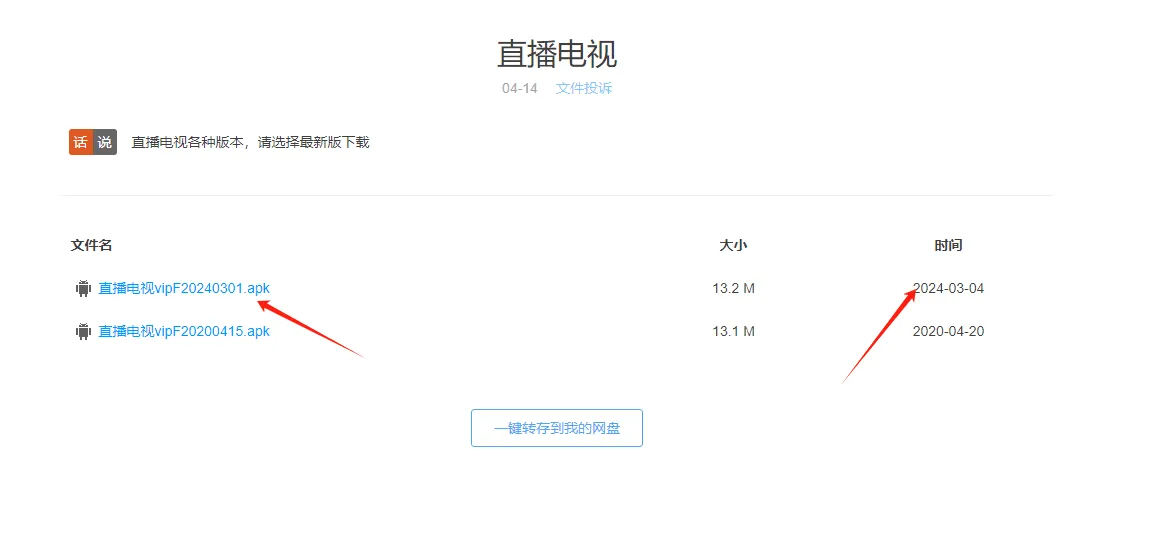 直播电视
04-14 文件投诉
话说 直播电视各种版本，请选择最新版下载
文件名 大小 时间
直播电视vipF20240301.apk 13.2 M 2024-03-04
直播电视vipF20200415.apk 13.1 M 2020-04-20
一键转存到我的网盘